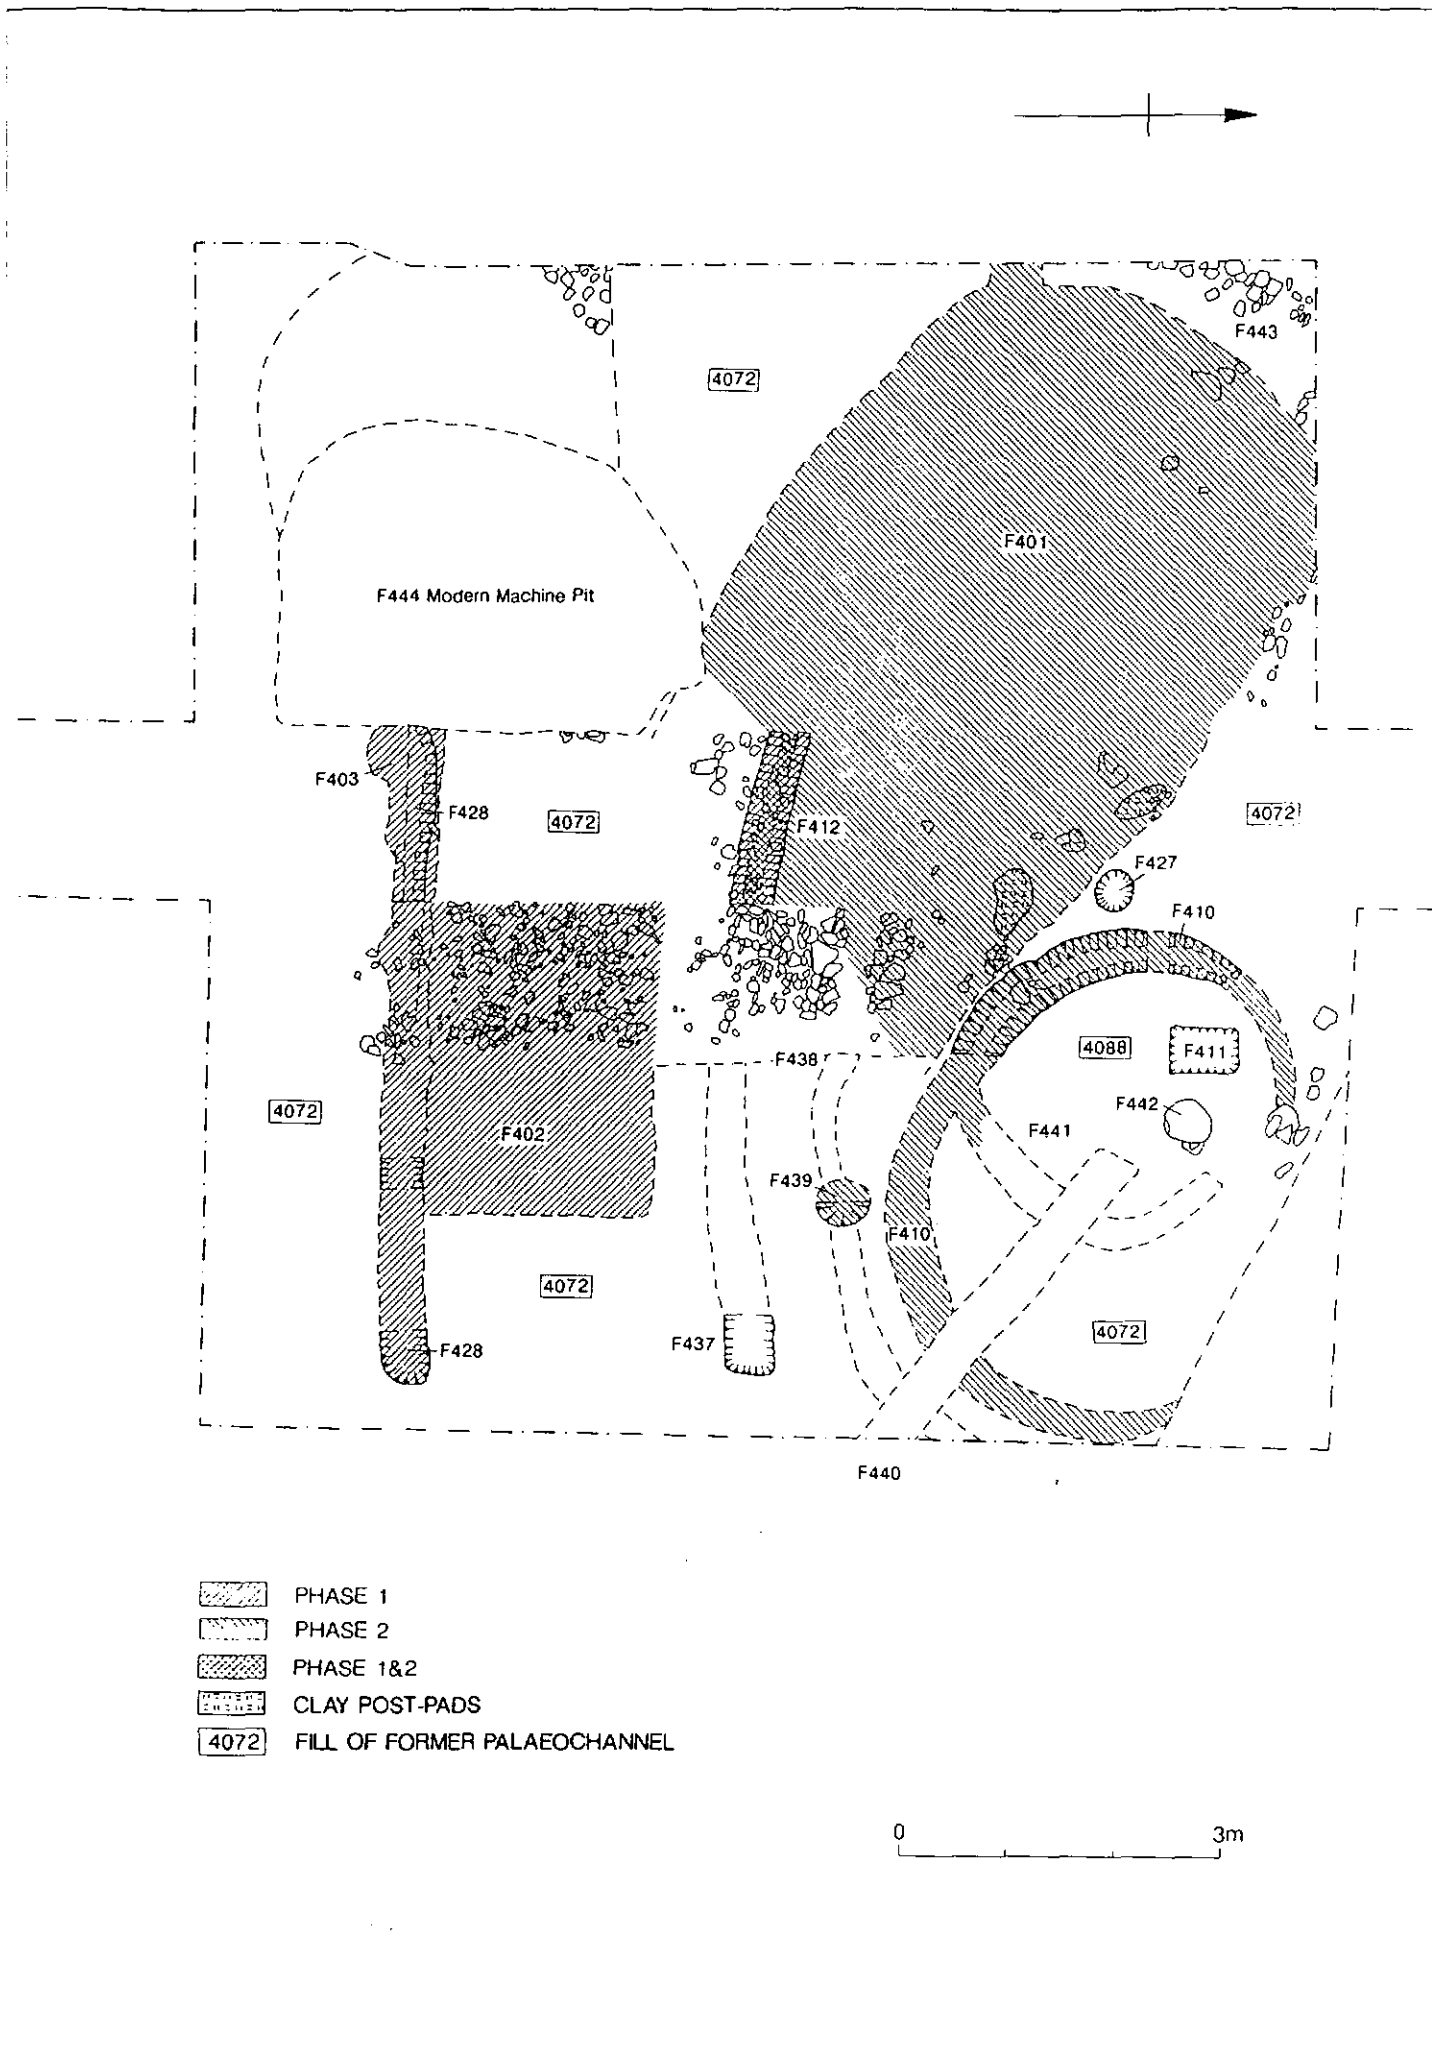 F443
4072
F401
F444 Modern Machine Pit
F403
F428
4072
F412
4072
F427
F410
4088
F411
F438
F442
4072
F402
F441
F439
F410
4072
4072
F437
F428
F440
PHASE 1
PHASE 2
PHASE 1&2
CLAY POST-PADS
4072 FILL OF FORMER PALAEOCHANNEL
0 3m